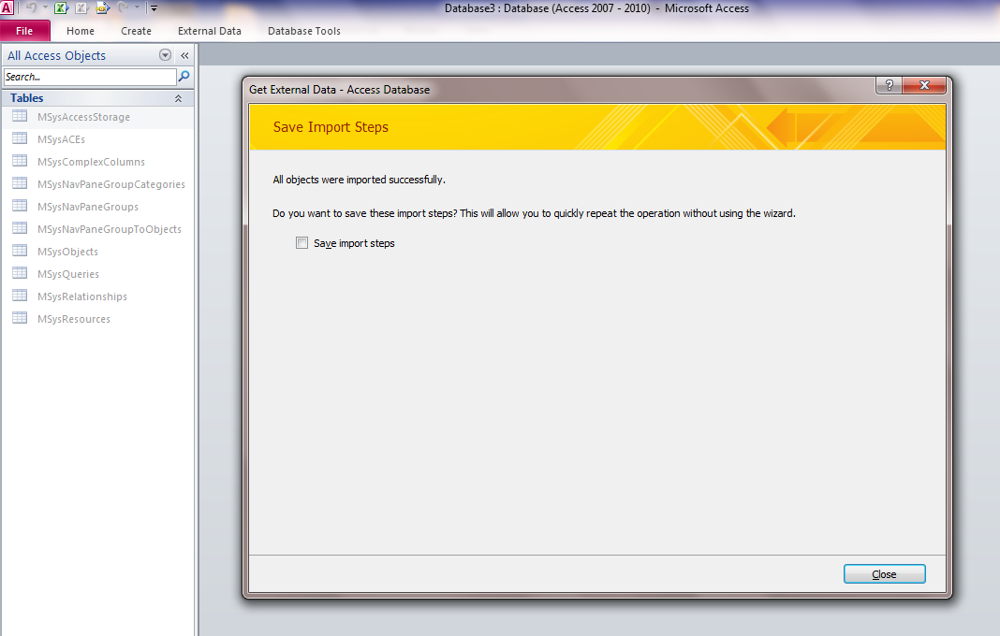 Database3 : Database (Access 2007 - 2010) - Microsoft Access
File Home Create External Data Database Tools
All Access Objects
Search...
Tables
MSysAccessStorage
MSysACEs
MSysComplexColumns
MSysNavPaneGroupCategories
MSysNavPaneGroups
MSysNavPaneGroupToObjects
MSysObjects
MSysQueries
MSysRelationships
MSysResources
Get External Data - Access Database
Save Import Steps
All objects were imported successfully.
Do you want to save these import steps? This will allow you to quickly repeat the operation without using the wizard.
Save import steps
Close